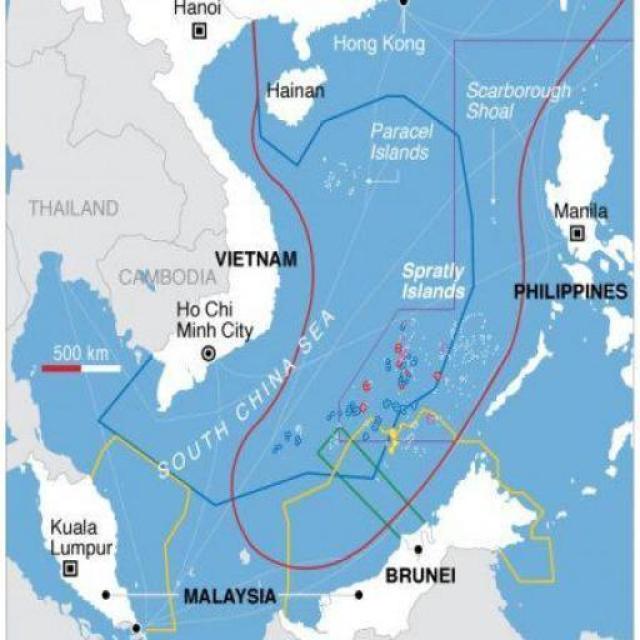 Hanoi
Hong Kong
Hainan
Scarborough
Shoal
Paracel
Islands
THAILAND
Manila
VIETNAM
CAMBODIA
Spratly
Islands
PHILIPPINES
Ho Chi
Minh City
500 km
SOUTH CHINA SEA
Kuala
Lumpur
BRUNEI
MALAYSIA